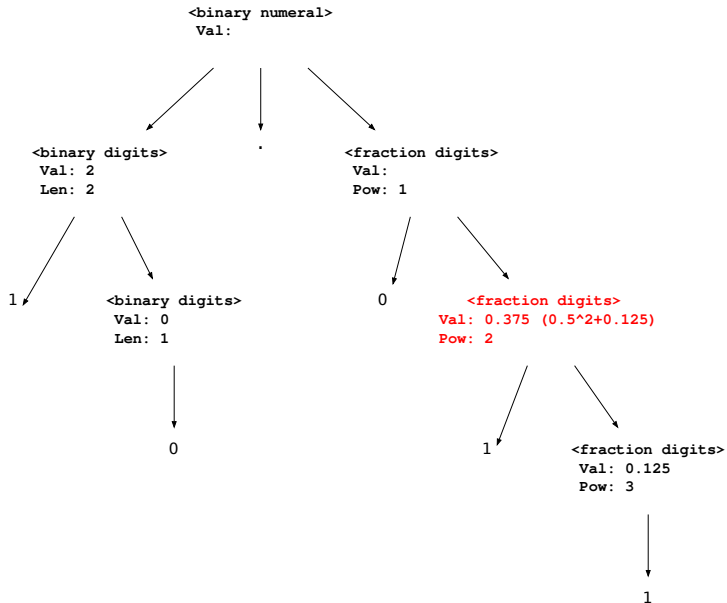 <binary numeral>
Val:
<binary digits>
Val: 2
Len: 2
.
<fraction digits>
Val:
Pow: 1
1
<binary digits>
Val: 0
Len: 1
0
<fraction digits>
Val: 0.375 (0.5^2+0.125)
Pow: 2
0
1
<fraction digits>
Val: 0.125
Pow: 3
1